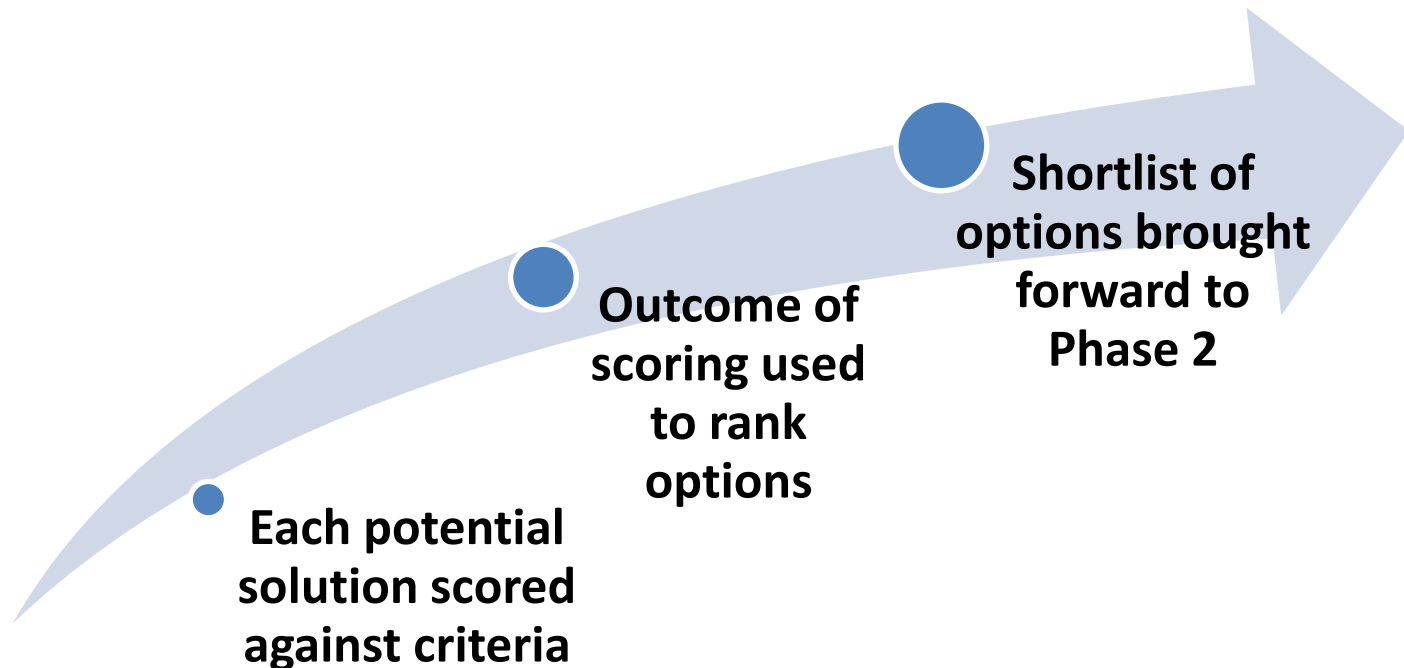 Each potential
solution scored
against criteria
Outcome of
scoring used
to rank
options
Shortlist of
options brought
forward to
Phase 2